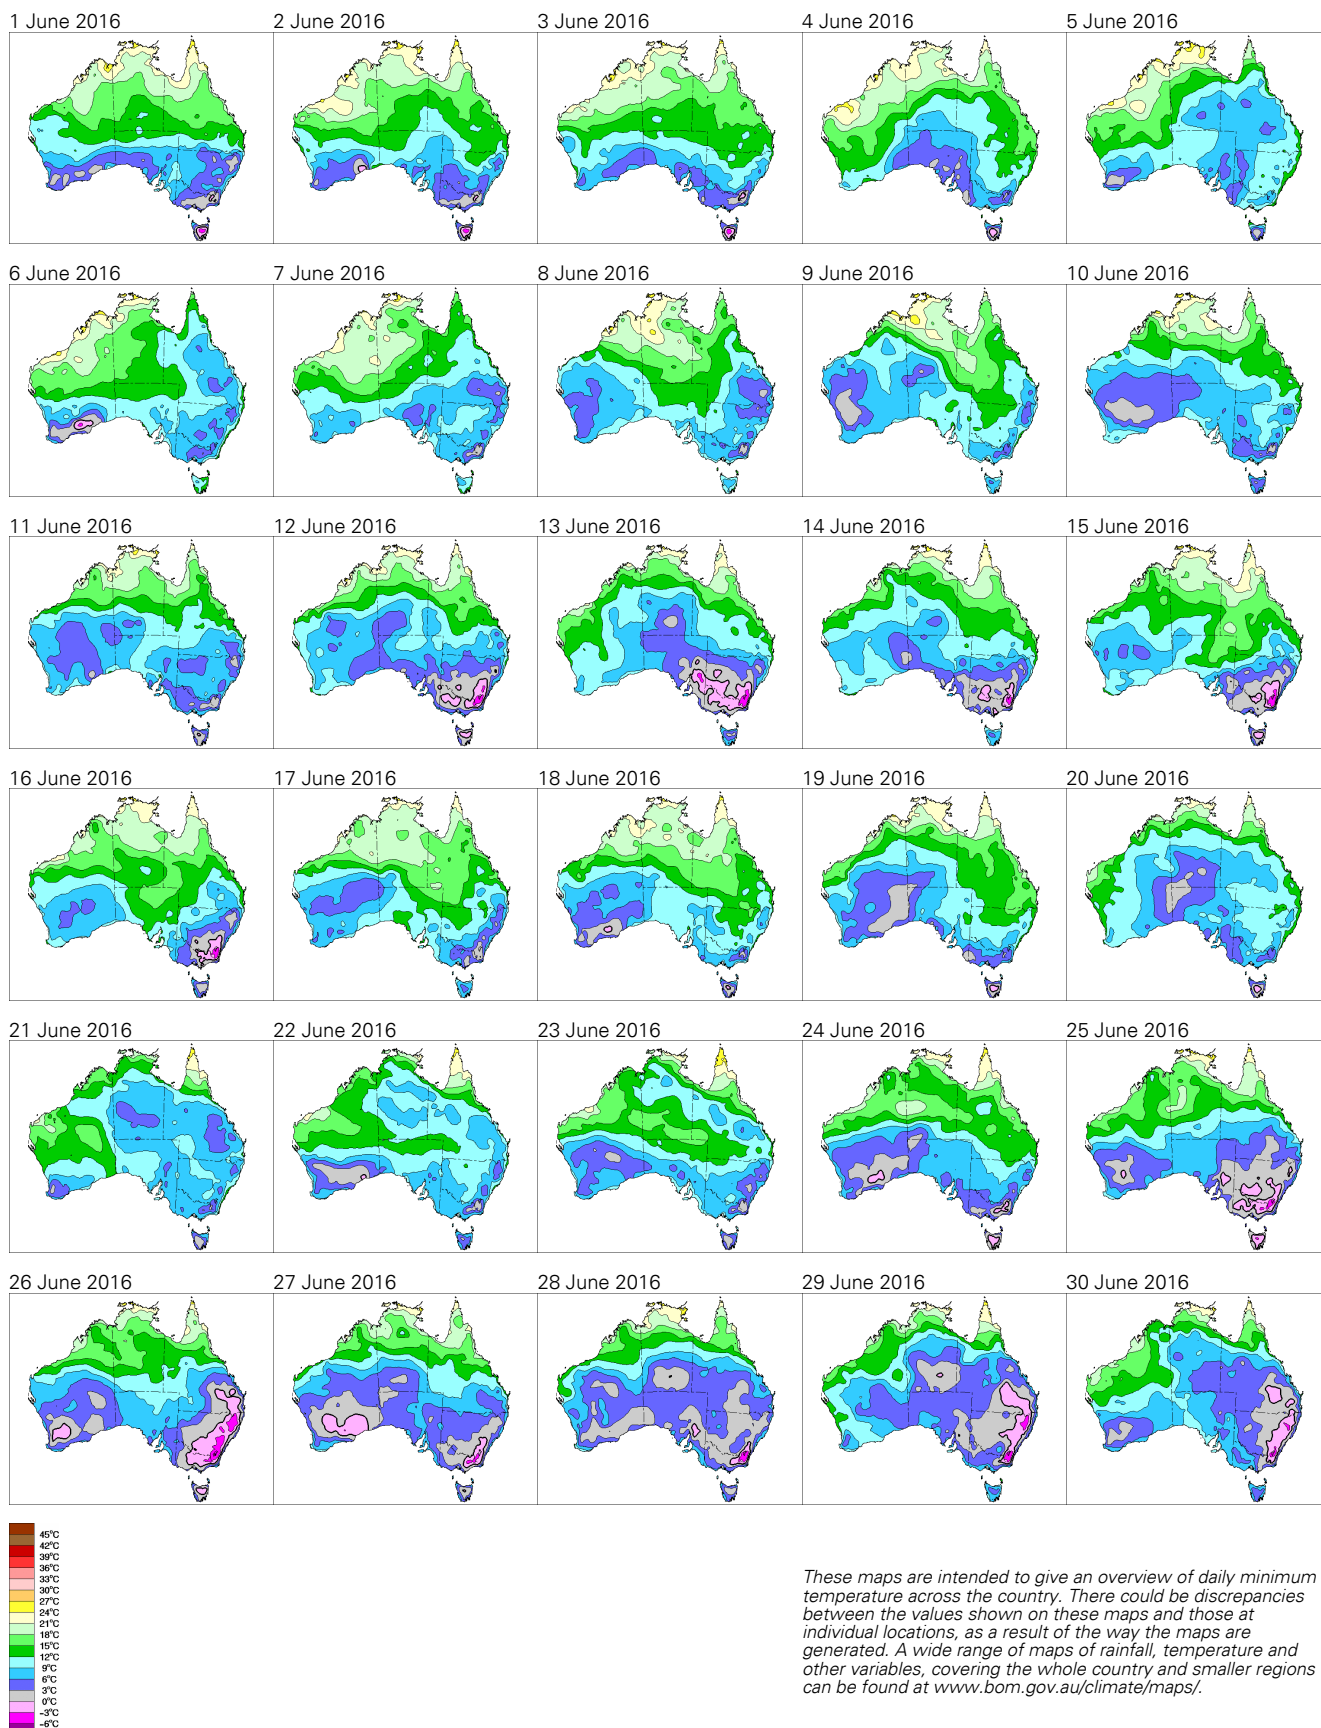 1 June 2016
2 June 2016
3 June 2016
4 June 2016
5 June 2016
6 June 2016
7 June 2016
8 June 2016
9 June 2016
10 June 2016
11 June 2016
12 June 2016
13 June 2016
14 June 2016
15 June 2016
16 June 2016
17 June 2016
18 June 2016
19 June 2016
20 June 2016
21 June 2016
22 June 2016
23 June 2016
24 June 2016
25 June 2016
26 June 2016
27 June 2016
28 June 2016
29 June 2016
30 June 2016
45°C
42°C
39°C
36°C
33°C
30°C
27°C
24°C
21°C
18°C
15°C
12°C
9°C
6°C
3°C
0°C
-3°C
-6°C
These maps are intended to give an overview of daily minimum
temperature across the country. There could be discrepancies
between the values shown on these maps and those at
individual locations, as a result of the way the maps are
generated. A wide range of maps of rainfall, temperature and
other variables, covering the whole country and smaller regions
can be found at www.bom.gov.au/climate/maps/.